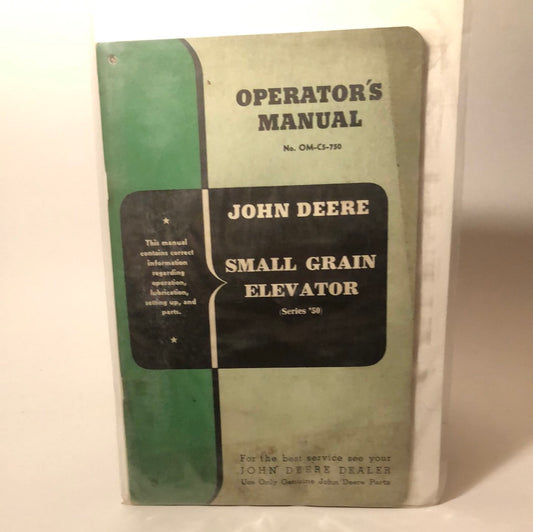 OPERATOR'S
MANUAL
No. OM-C5-750
JOHN DEERE
SMALL GRAIN
ELEVATOR
(Series '50)
★
This manual
contains correct
information
regarding
operation,
lubrication,
setting up, and
parts.
★
For the best service see your
JOHN DEERE DEALER
Use Only Genuine John Deere Parts